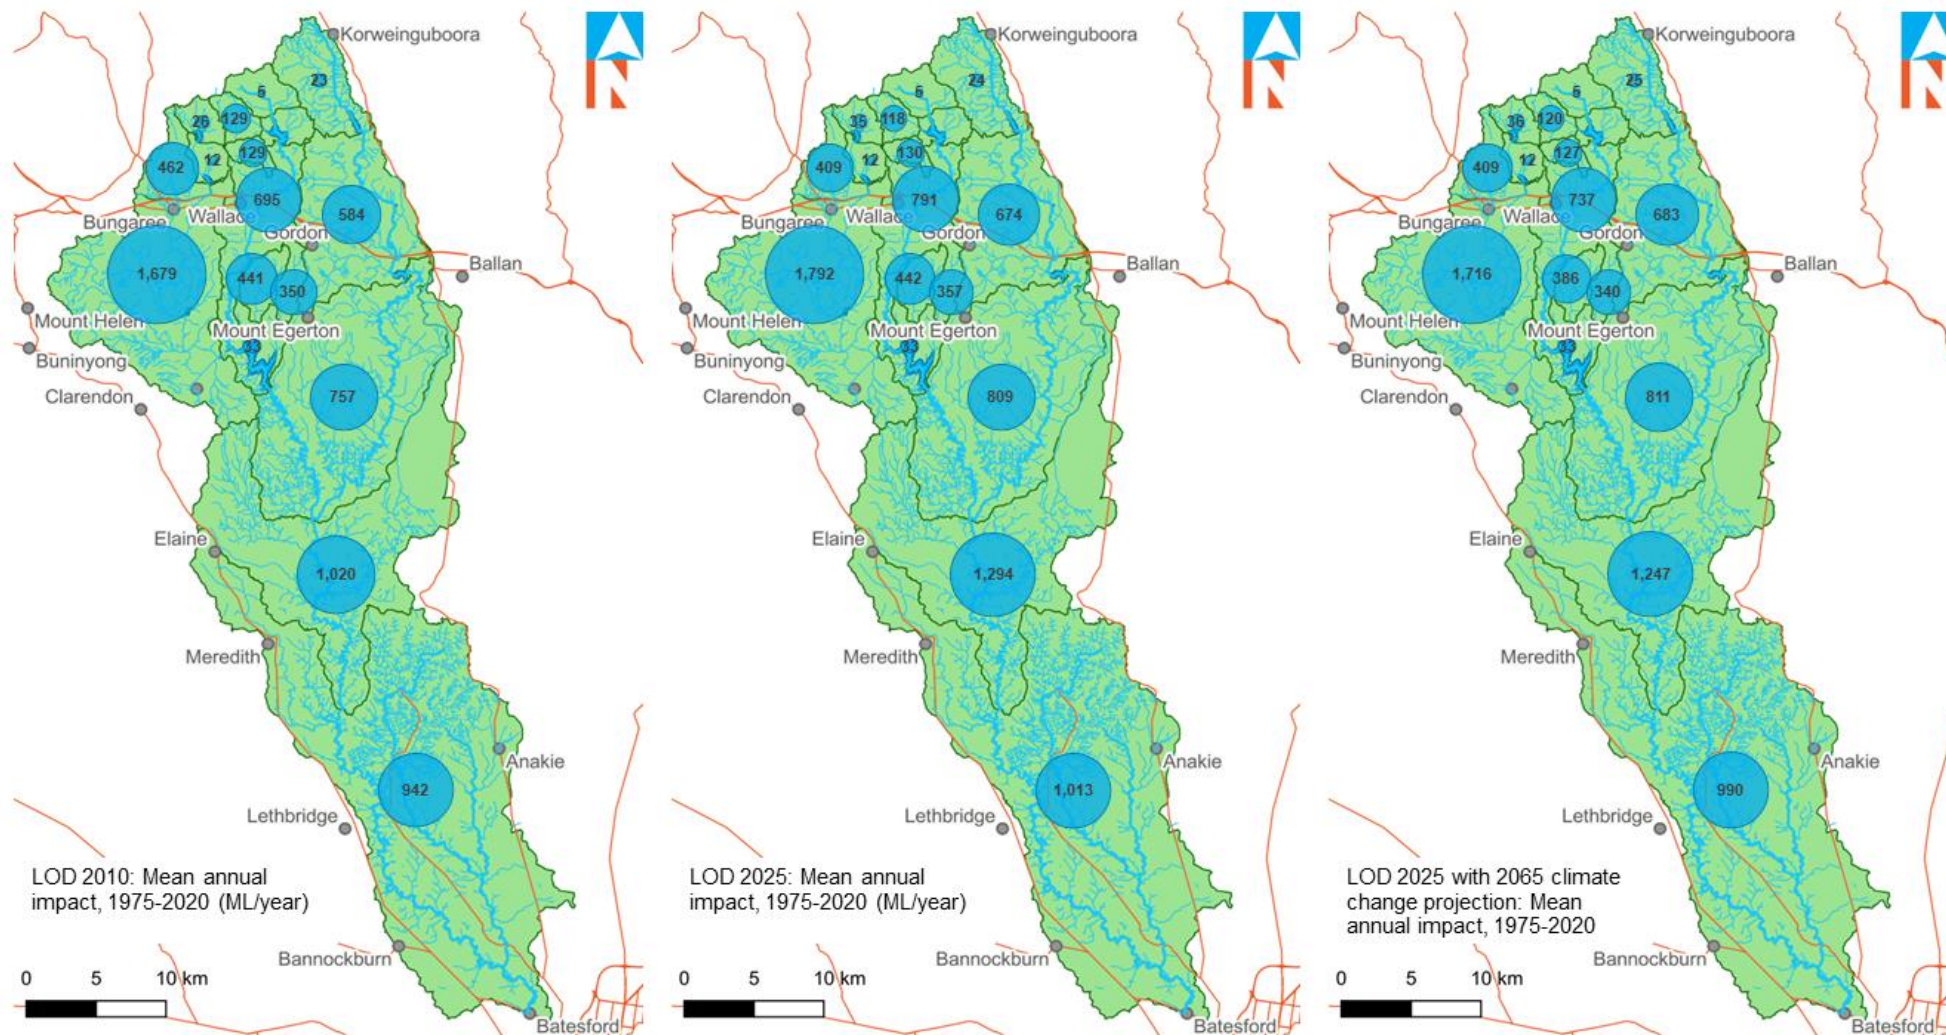 Korweinguboora
N
23
5
26
129
462
12
129
695
584
Bungaree
Wallace
Gordon
1,679
441
350
Ballan
Mount Helen
Mount Egerton
33
Buninyong
757
Clarendon
Elaine
1,020
Meredith
942
Anakie
Lethbridge
LOD 2010: Mean annual
impact, 1975-2020 (ML/year)
Bannockburn
0 5 10 km
Batesford
Korweinguboora
N
24
5
35
118
409
12
130
791
674
Bungaree
Wallace
Gordon
1,792
442
357
Ballan
Mount Helen
Mount Egerton
33
Buninyong
809
Clarendon
Elaine
1,294
Meredith
1,013
Anakie
Lethbridge
LOD 2025: Mean annual
impact, 1975-2020 (ML/year)
Bannockburn
0 5 10 km
Batesford
Korweinguboora
N
25
5
36
120
409
12
127
737
683
Bungaree
Wallace
Gordon
1,716
386
340
Ballan
Mount Helen
Mount Egerton
33
Buninyong
811
Clarendon
Elaine
1,247
Meredith
990
Anakie
Lethbridge
LOD 2025 with 2065 climate
change projection: Mean
annual impact, 1975-2020
Bannockburn
0 5 10 km
Batesford